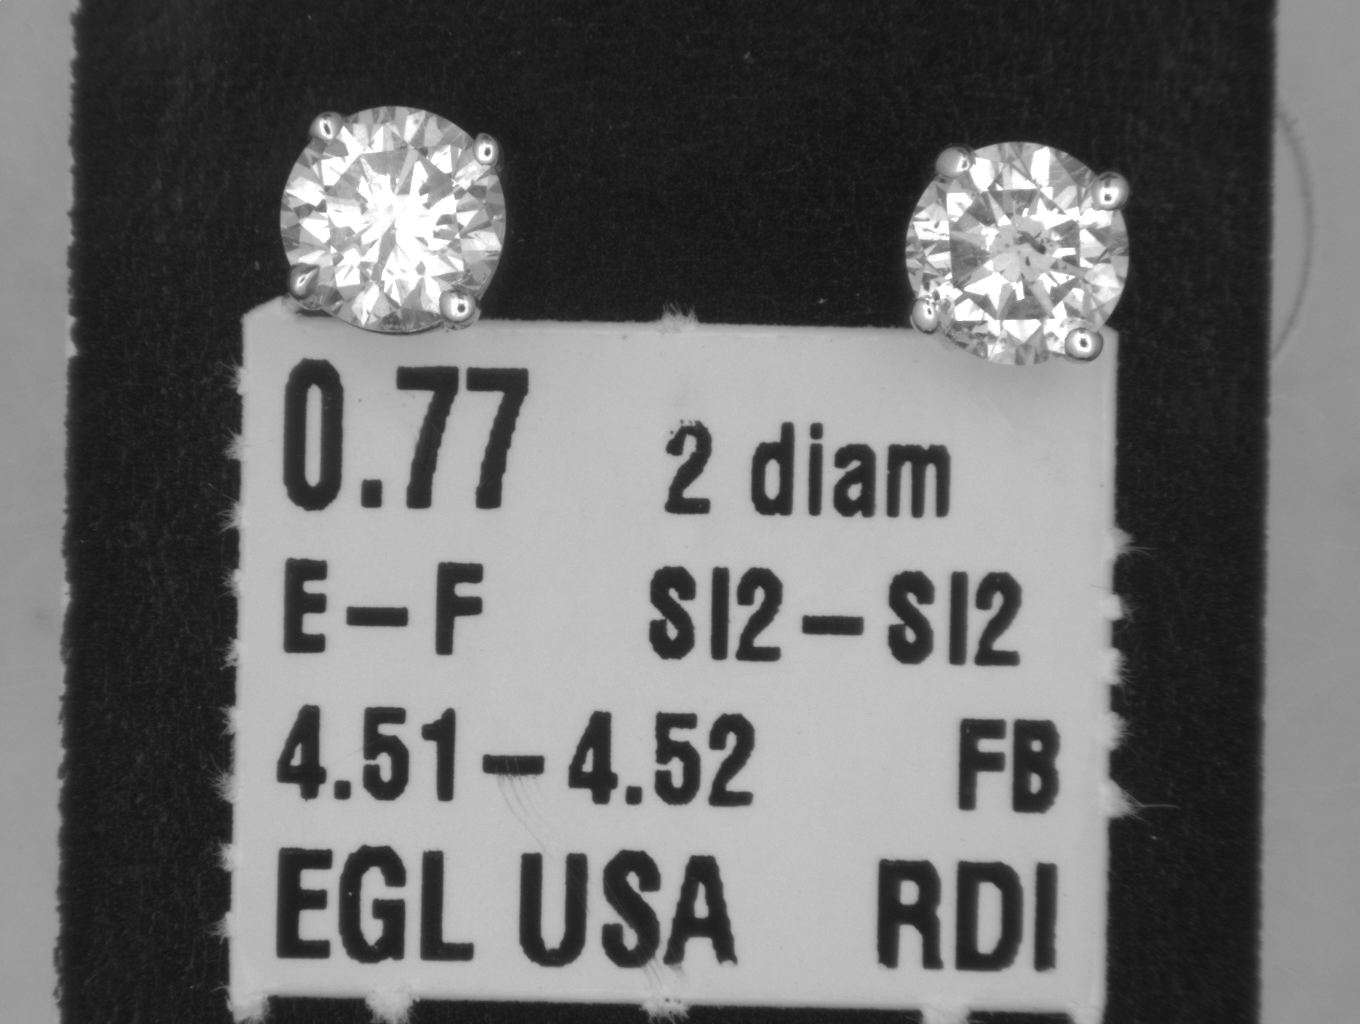 0.77 2 diam
E-F SI2-SI2
4.51-4.52 FB
EGL USA RDI